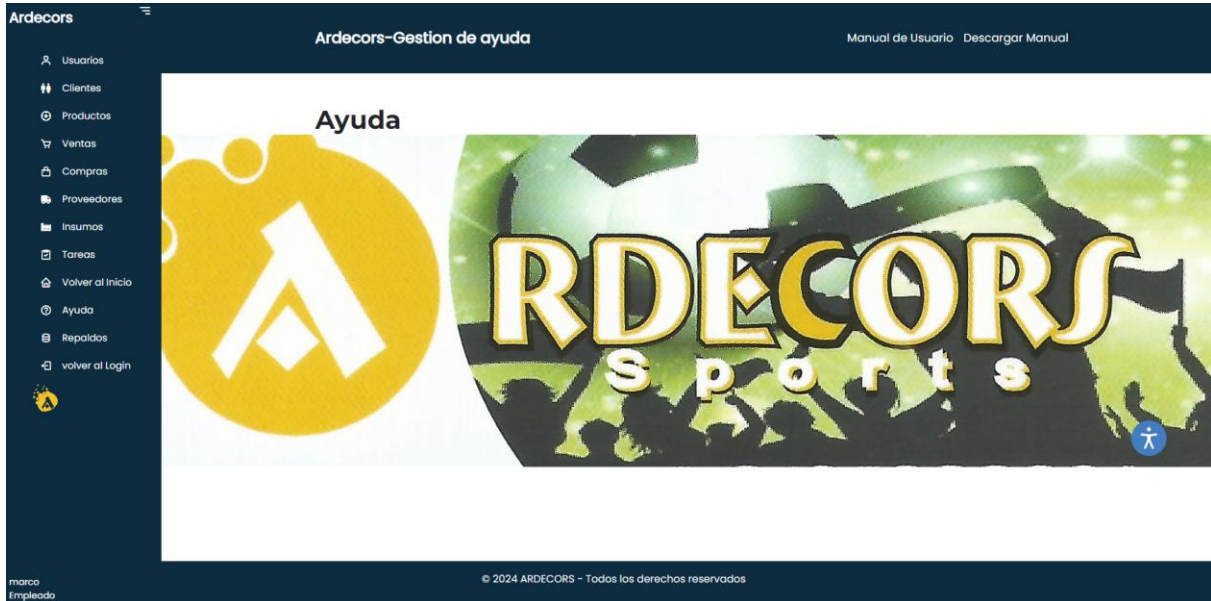 Ardecors
Usuarios
Clientes
Productos
Ventas
Compras
Proveedores
Insumos
Tareas
Volver al Inicio
Ayuda
Repaldos
volver al Login
marco
Empleado
Ardecors-Gestion de ayuda
Manual de Usuario Descargar Manual
Ayuda
RDECORS
Sports
© 2024 ARDECORS - Todos los derechos reservados